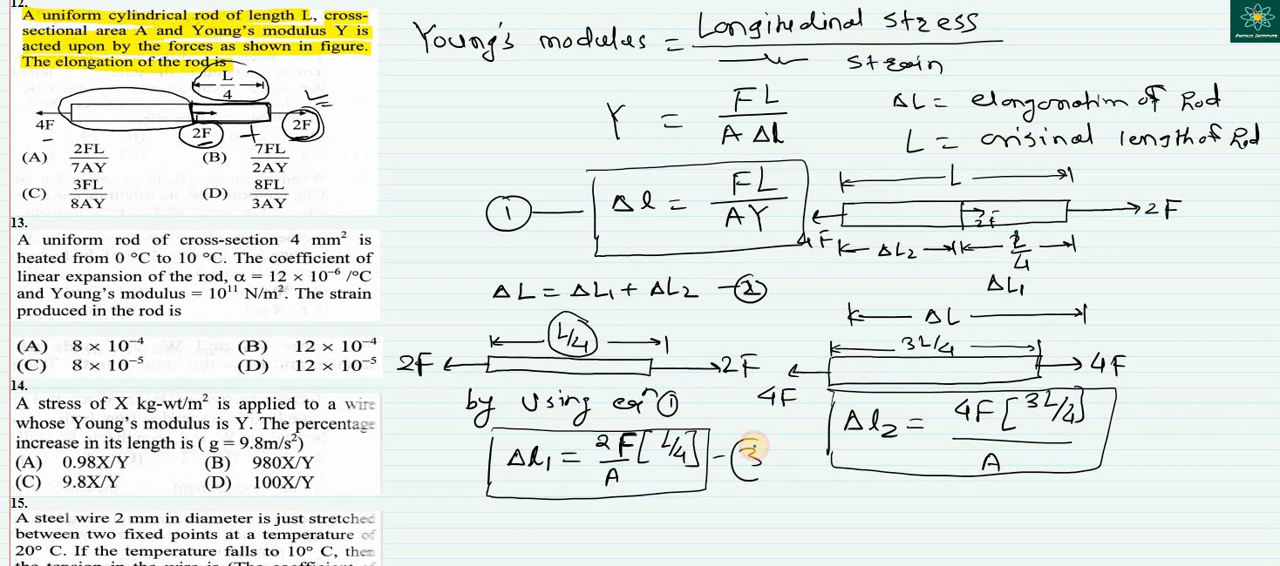 12.
A uniform cylindrical rod of length L, cross-
sectional area A and Young's modulus Y is
acted upon by the forces as shown in figure.
The elongation of the rod is
L
4
4F 2F 2F
(A) 2FL/7AY (B) 7FL/2AY
(C) 3FL/8AY (D) 8FL/3AY
13.
A uniform rod of cross-section 4 mm² is
heated from 0 °C to 10 °C. The coefficient of
linear expansion of the rod, α = 12 × 10⁻⁶ /°C
and Young's modulus = 10¹¹ N/m². The strain
produced in the rod is
(A) 8 × 10⁻⁴ (B) 12 × 10⁻⁴
(C) 8 × 10⁻⁵ (D) 12 × 10⁻⁵
14.
A stress of X kg-wt/m² is applied to a wire
whose Young's modulus is Y. The percentage
increase in its length is ( g = 9.8m/s²)
(A) 0.98X/Y (B) 980X/Y
(C) 9.8X/Y (D) 100X/Y
15.
A steel wire 2 mm in diameter is just stretched
between two fixed points at a temperature of
20° C. If the temperature falls to 10° C, then
Young's modules = Longitudinal stress
strain
Y = FL / A Δl
ΔL = elongonation of Rod
L = orisinal length of Rod
① Δl = FL / AY
L
4F 2F 2F
ΔL2 L/4
ΔL1
ΔL = ΔL1 + ΔL2 - ②
ΔL
L/4
2F 2F
3L/4
4F 4F
by using eqn ①
Δl1 = 2F[L/4] / A - (3
Δl2 = 4F[3L/4] / A